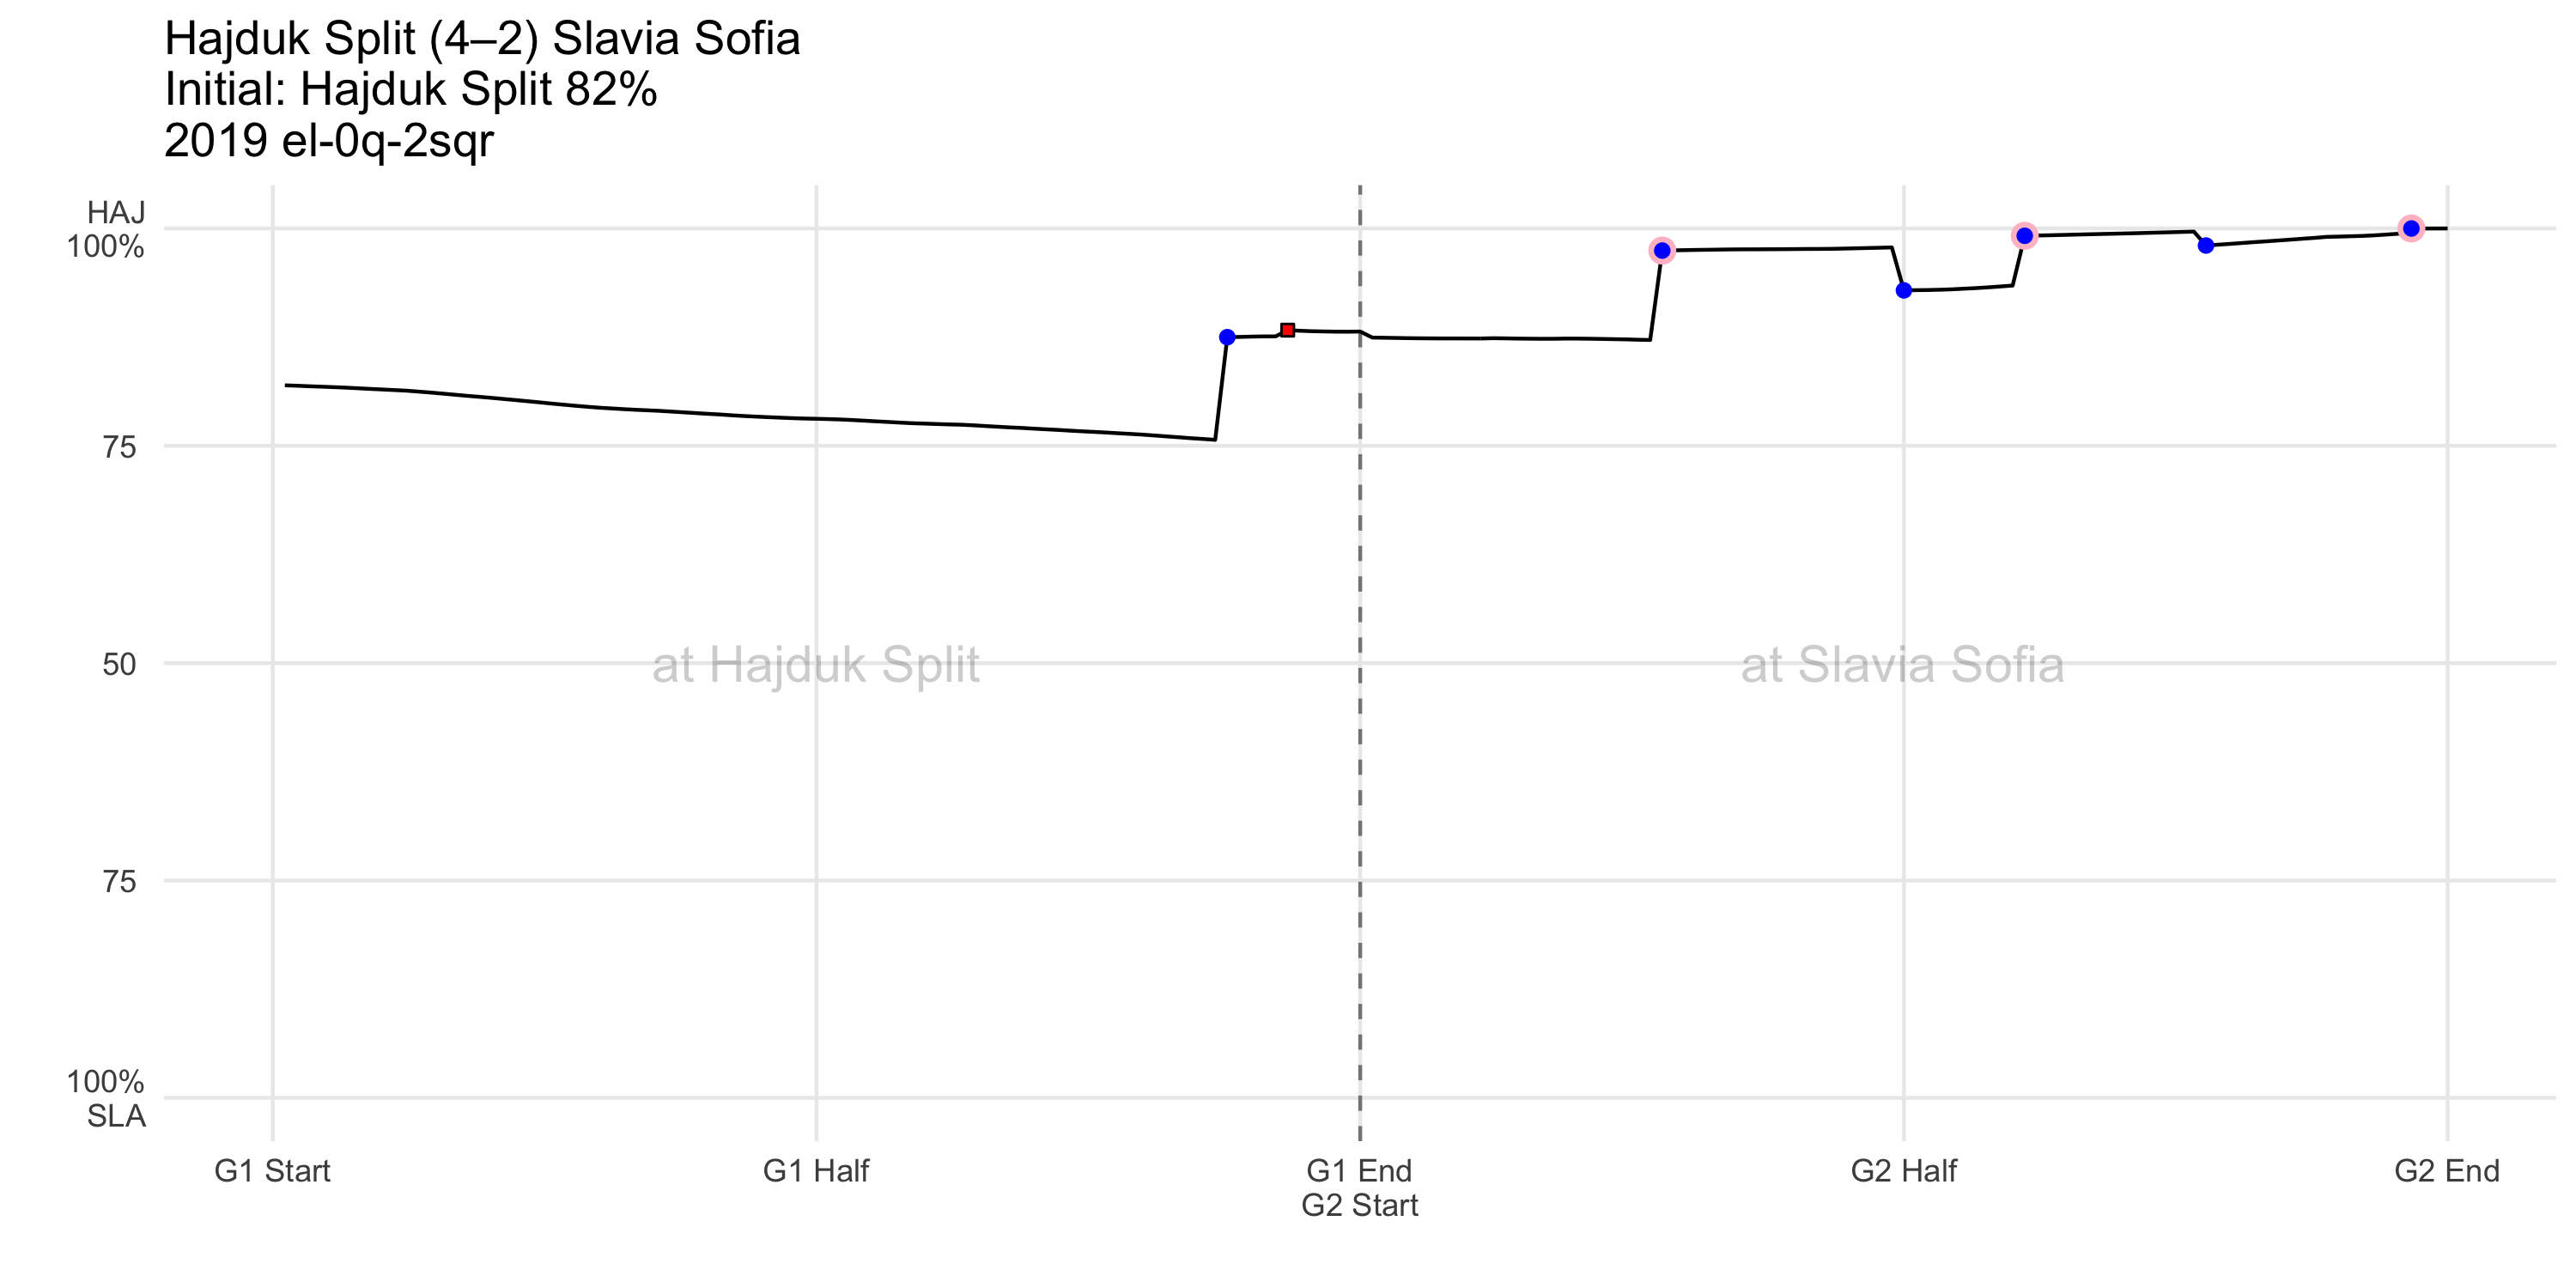 Hajduk Split (4–2) Slavia Sofia
Initial: Hajduk Split 82%
2019 el-0q-2sqr
HAJ
100%
75
50
75
100%
SLA
at Hajduk Split
at Slavia Sofia
G1 Start
G1 Half
G1 End
G2 Start
G2 Half
G2 End